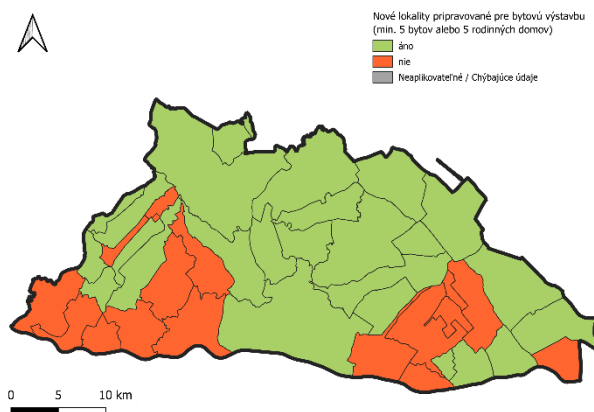 Nové lokality pripravované pre bytovú výstavbu
(min. 5 bytov alebo 5 rodinných domov)
áno
nie
Neaplikovateľné / Chýbajúce údaje
0 5 10 km